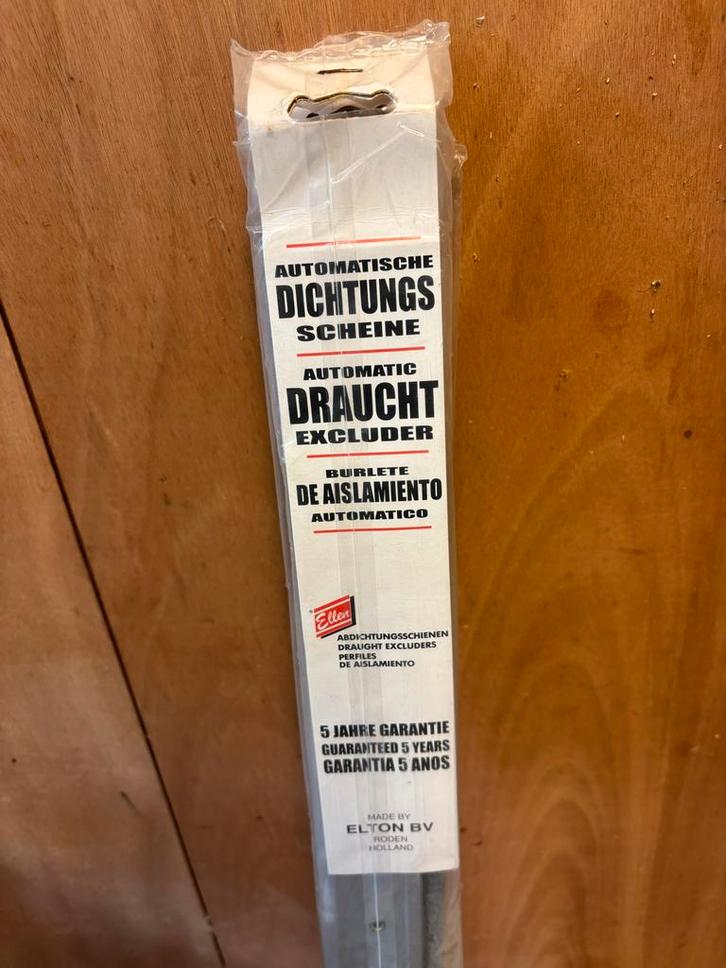 AUTOMATISCHE
DICHTUNGS
SCHEINE
AUTOMATIC
DRAUCHT
EXCLUDER
BURLETE
DE AISLAMIENTO
AUTOMATICO
Ellen
ABDICHTUNGSSCHIENEN
DRAUGHT EXCLUDERS
PERFILES
DE AISLAMIENTO
5 JAHRE GARANTIE
GUARANTEED 5 YEARS
GARANTIA 5 ANOS
MADE BY
ELTON BV
RODEN
HOLLAND